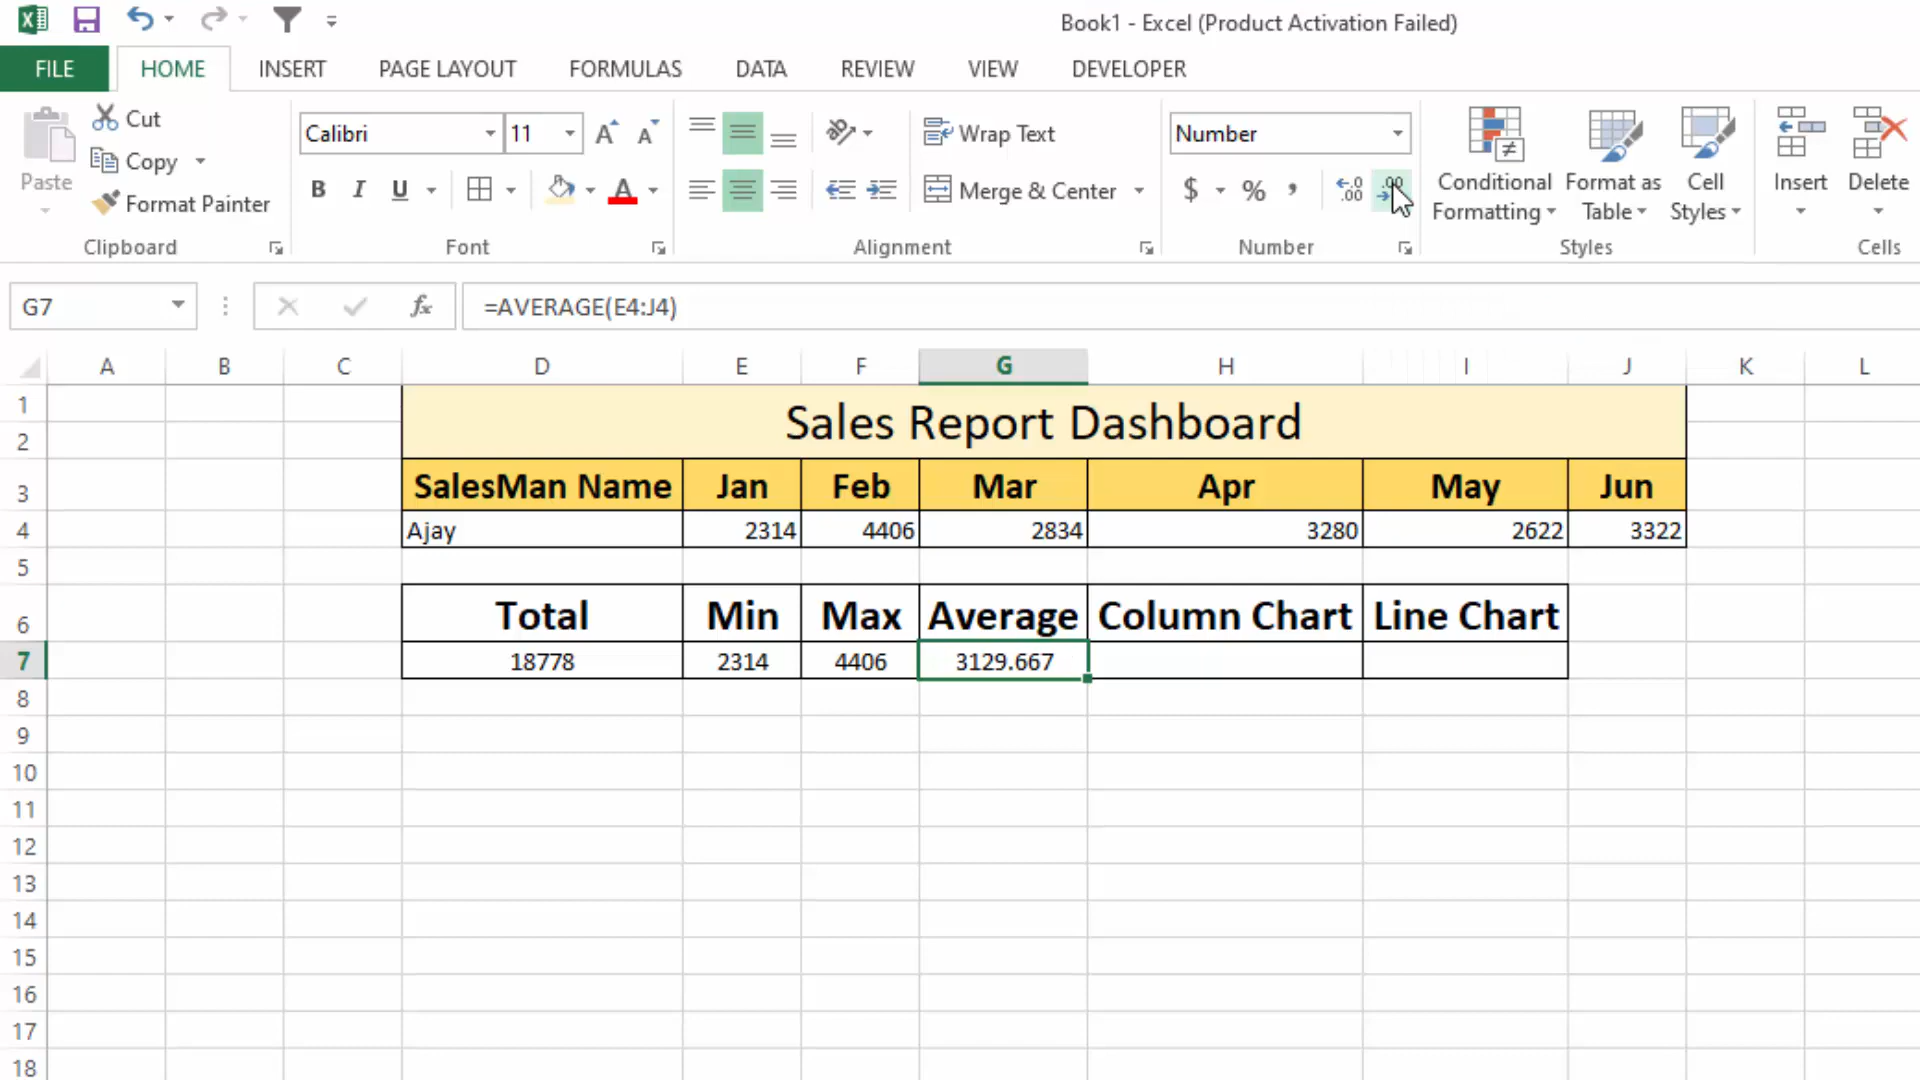 Book1 - Excel (Product Activation Failed)
FILE HOME INSERT PAGE LAYOUT FORMULAS DATA REVIEW VIEW DEVELOPER
Paste
Cut
Copy
Format Painter
Clipboard
Calibri 11
B I U A
Font
Wrap Text
Merge & Center
Alignment
Number
$ % ,
Number
Conditional Formatting
Format as Table
Cell Styles
Styles
Insert Delete
Cells
G7 fx =AVERAGE(E4:J4)
A B C D E F G H I J K L
1 Sales Report Dashboard
2
3 SalesMan Name Jan Feb Mar Apr May Jun
4 Ajay 2314 4406 2834 3280 2622 3322
5
6 Total Min Max Average Column Chart Line Chart
7 18778 2314 4406 3129.667
8
9
10
11
12
13
14
15
16
17
18